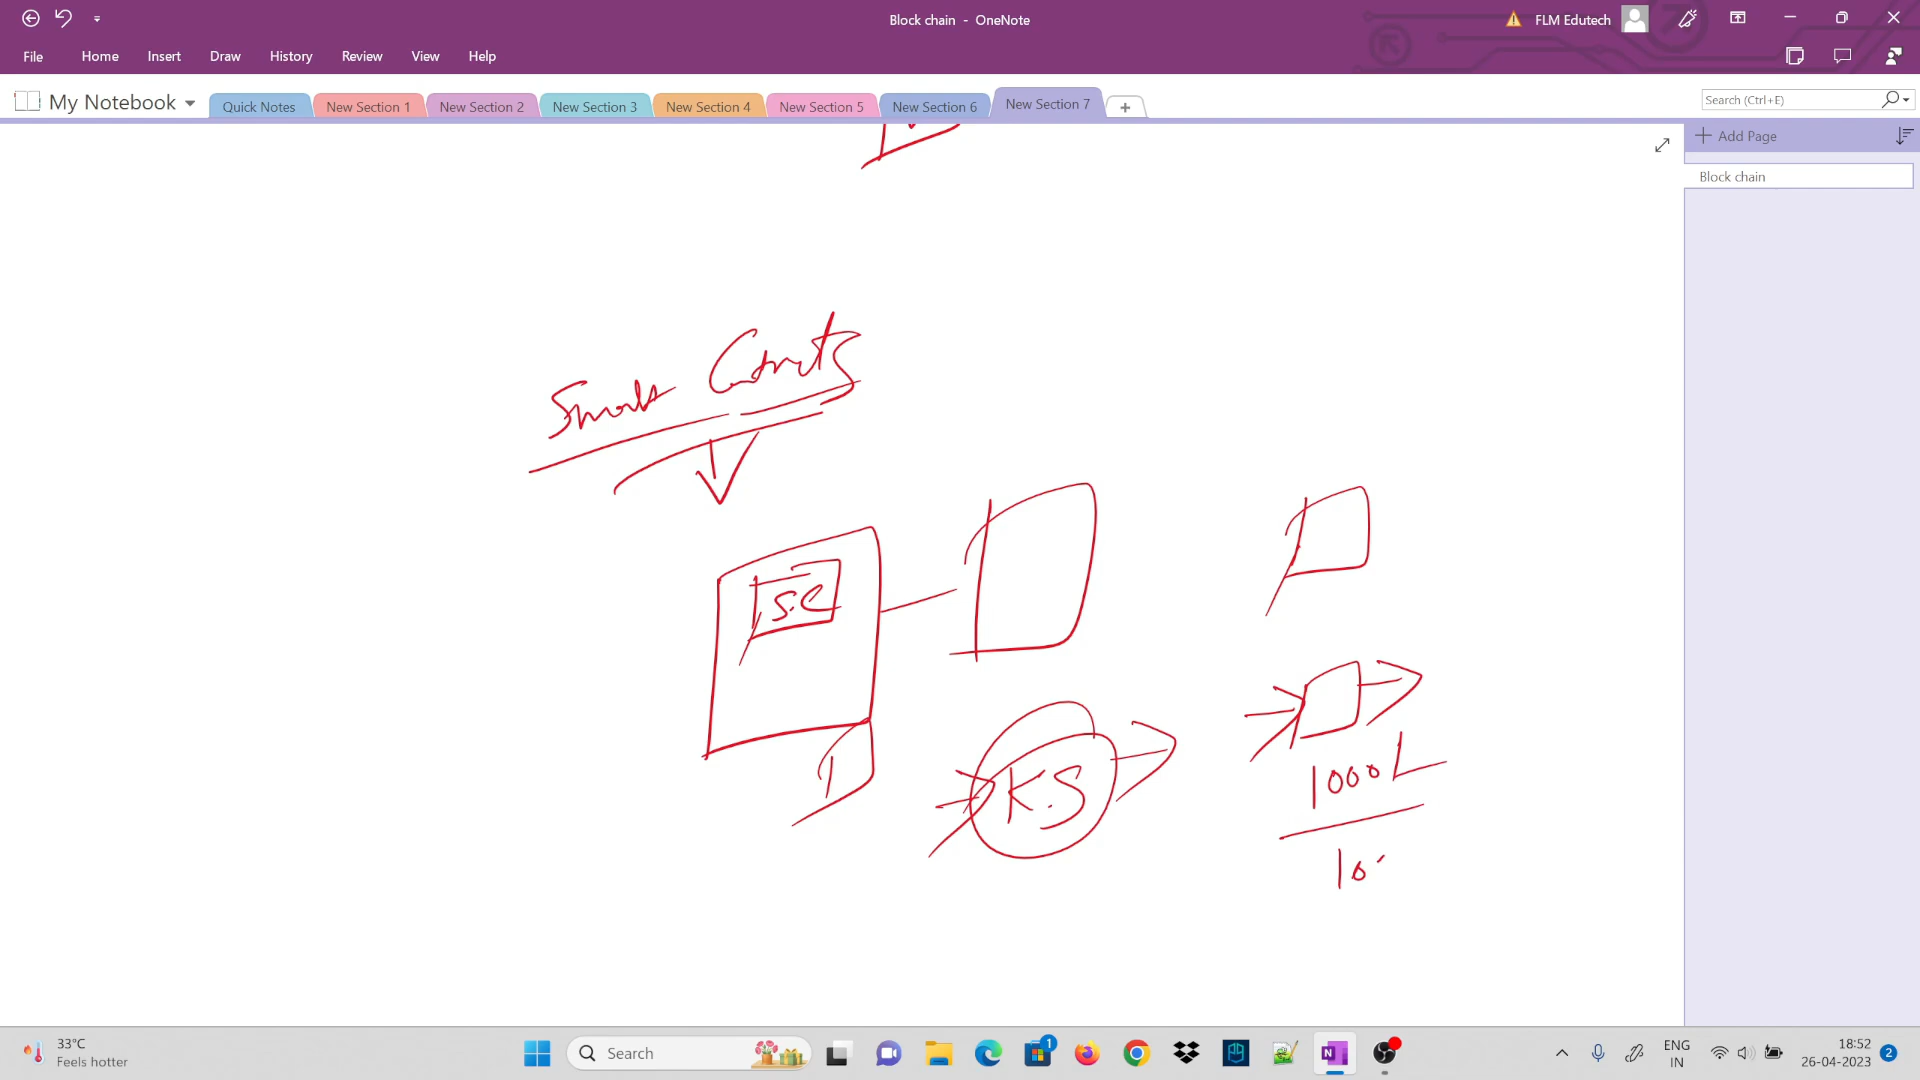 Block chain - OneNote
FLM Edutech
File Home Insert Draw History Review View Help
My Notebook Quick Notes New Section 1 New Section 2 New Section 3 New Section 4 New Section 5 New Section 6 New Section 7
Search (Ctrl+E)
Add Page
Block chain
Smart Contracts
S.C
K.S
1000L
33°C
Feels hotter
Search
1
ENG
IN
18:52
26-04-2023
2